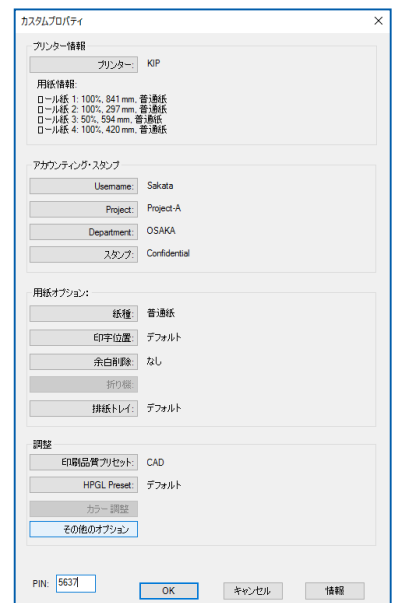 カスタムプロパティ
プリンター情報
プリンター: KIP
用紙情報:
ロール紙 1: 100%, 841 mm, 普通紙
ロール紙 2: 100%, 297 mm, 普通紙
ロール紙 3: 50%, 594 mm, 普通紙
ロール紙 4: 100%, 420 mm, 普通紙
アカウンティング・スタンプ
Username: Sakata
Project: Project-A
Department: OSAKA
スタンプ: Confidential
用紙オプション:
紙種: 普通紙
印字位置: デフォルト
余白削除: なし
折り機:
排紙トレイ: デフォルト
調整
印刷品質プリセット: CAD
HPGL Preset: デフォルト
カラー 調整
その他のオプション
PIN: 5637
OK キャンセル 情報